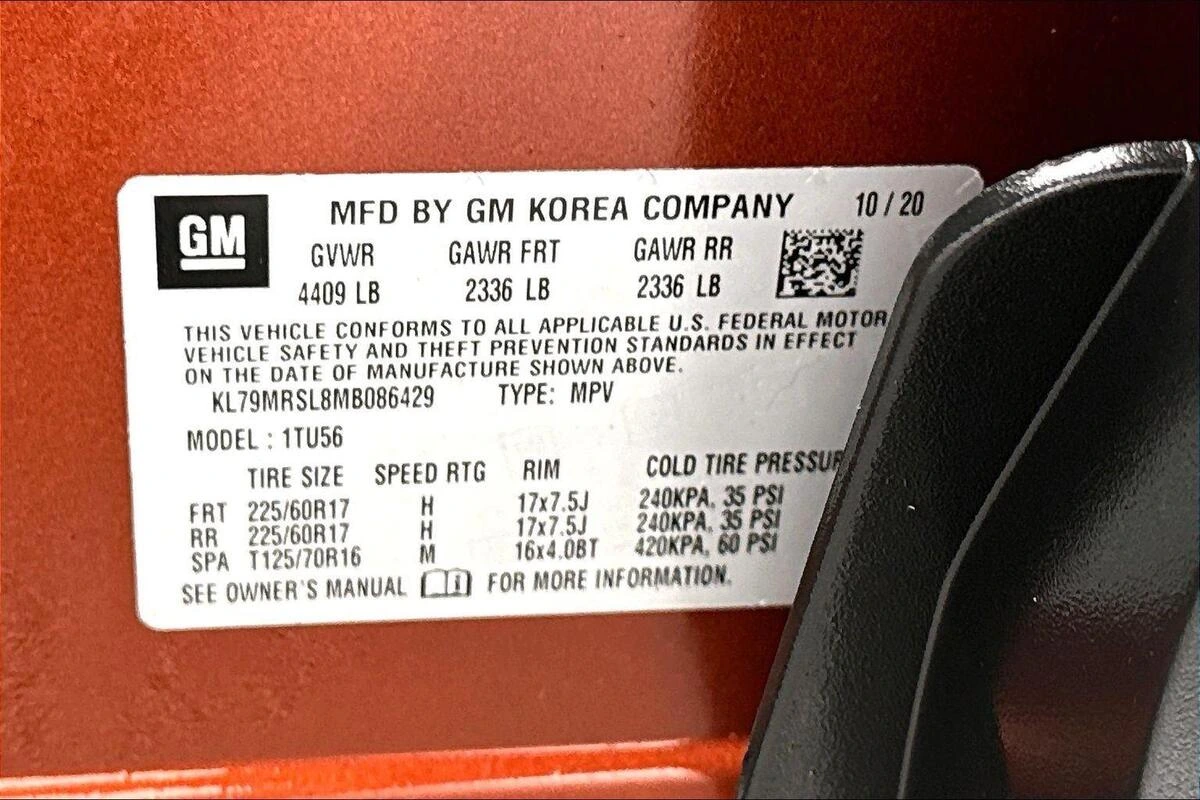 GM MFD BY GM KOREA COMPANY 10 / 20
GVWR GAWR FRT GAWR RR
4409 LB 2336 LB 2336 LB
THIS VEHICLE CONFORMS TO ALL APPLICABLE U.S. FEDERAL MOTOR
VEHICLE SAFETY AND THEFT PREVENTION STANDARDS IN EFFECT
ON THE DATE OF MANUFACTURE SHOWN ABOVE.
KL79MRSL8MB086429 TYPE: MPV
MODEL : 1TU56
TIRE SIZE SPEED RTG RIM COLD TIRE PRESSUR
FRT 225/60R17 H 17x7.5J 240KPA, 35 PSI
RR 225/60R17 H 17x7.5J 240KPA, 35 PSI
SPA T125/70R16 M 16x4.0BT 420KPA, 60 PSI
SEE OWNER'S MANUAL FOR MORE INFORMATION.